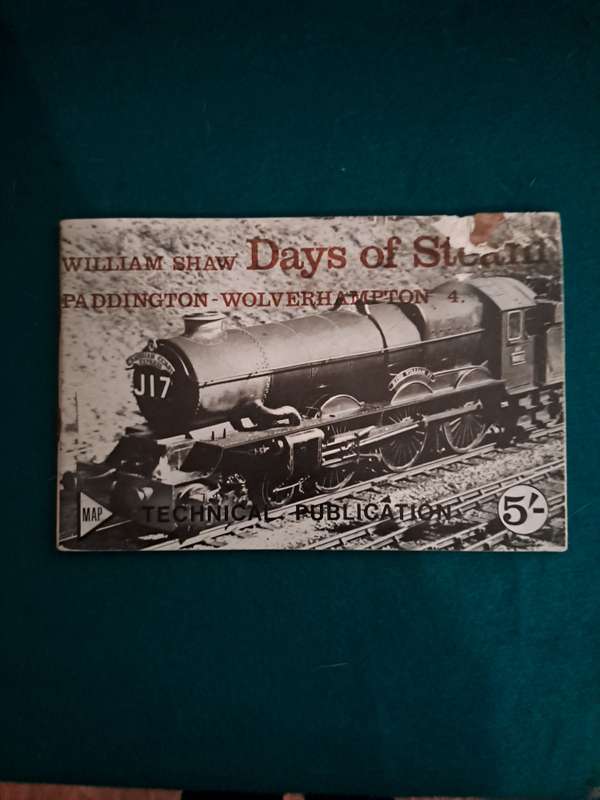 WILLIAM SHAW Days of Steam
PADDINGTON-WOLVERHAMPTON 4.
J17
MAP
TECHNICAL PUBLICATION
5/-